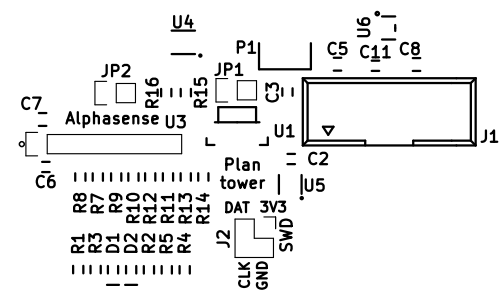 U4
U6
P1
C5
C11
C8
JP2
R16
R15
JP1
C3
C7
Alphasense
U3
U1
J1
Plan
tower
C2
C6
U5
R8
R7
R9
R10
R12
R11
R13
R14
DAT
3V3
R1
R3
D1
D2
R2
R5
R4
J2
SWD
CLK
GND